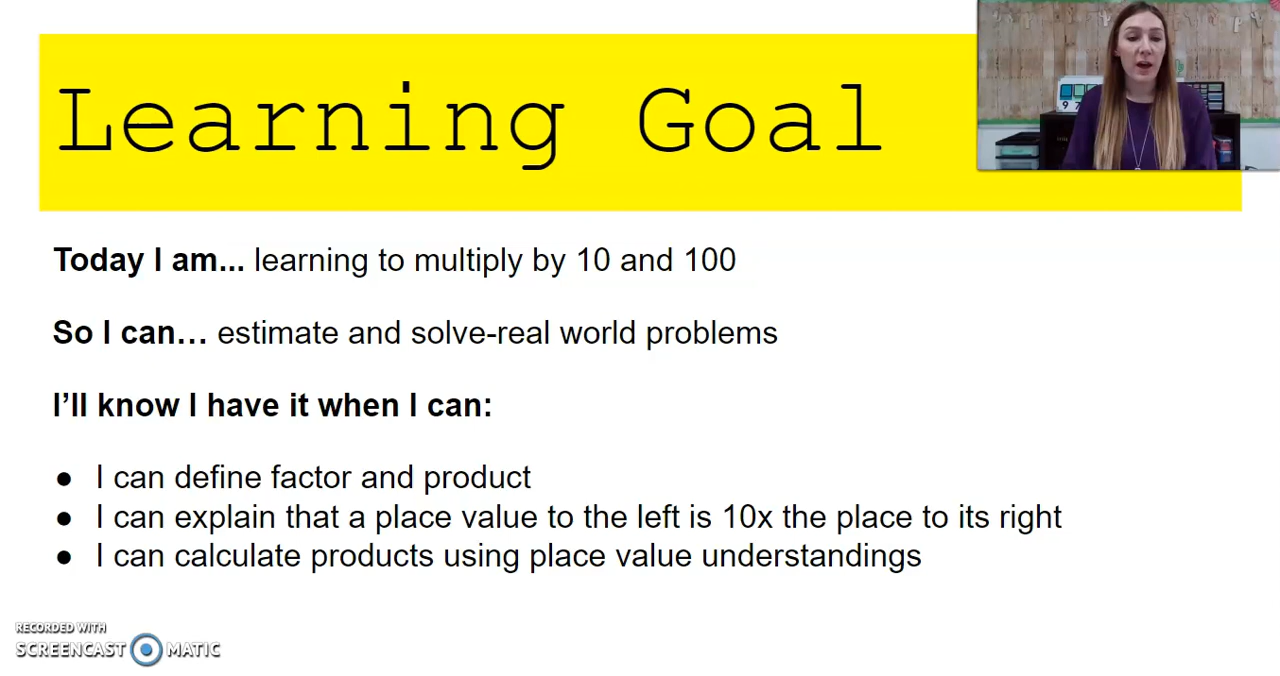 Learning Goal
9 7
Today I am... learning to multiply by 10 and 100
So I can… estimate and solve-real world problems
I’ll know I have it when I can:
● I can define factor and product
● I can explain that a place value to the left is 10x the place to its right
● I can calculate products using place value understandings
RECORDED WITH
SCREENCAST MATIC